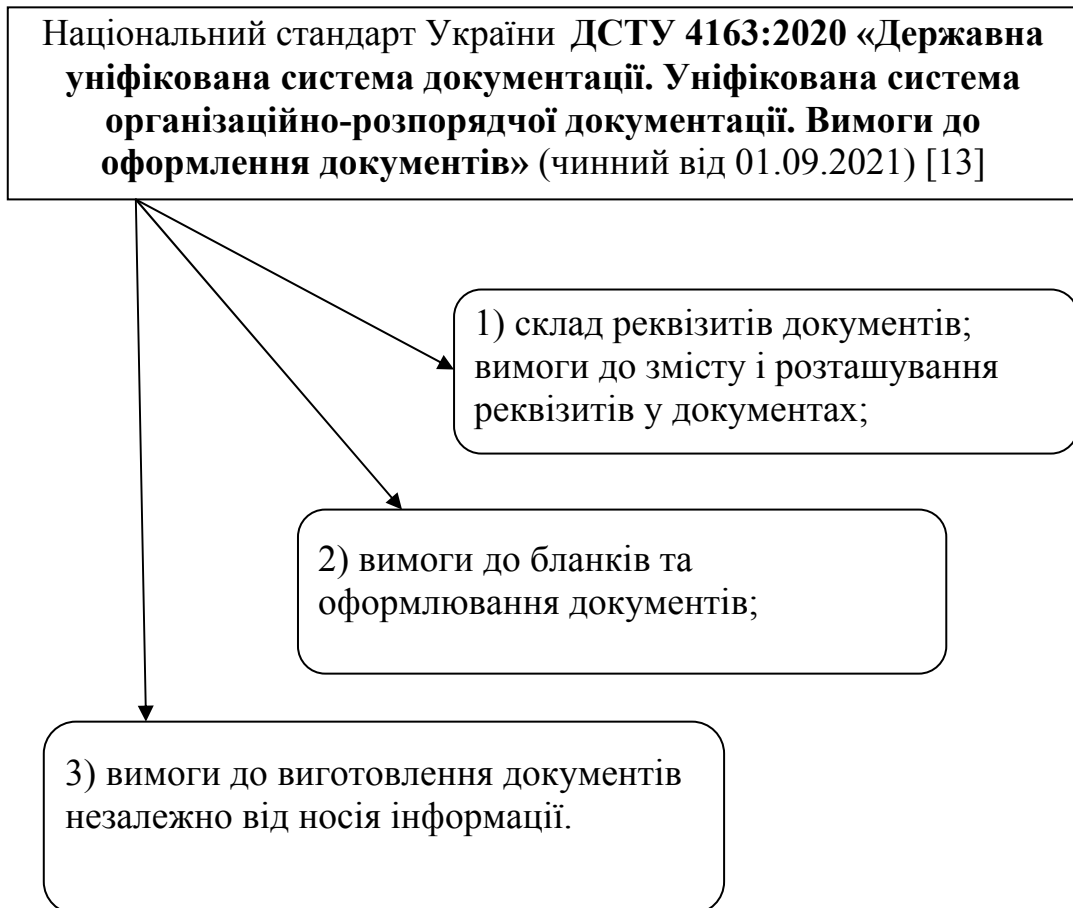 Національний стандарт України ДСТУ 4163:2020 «Державна
уніфікована система документації. Уніфікована система
організаційно-розпорядчої документації. Вимоги до
оформлення документів» (чинний від 01.09.2021) [13]
1) склад реквізитів документів;
вимоги до змісту і розташування
реквізитів у документах;
2) вимоги до бланків та
оформлювання документів;
3) вимоги до виготовлення документів
незалежно від носія інформації.